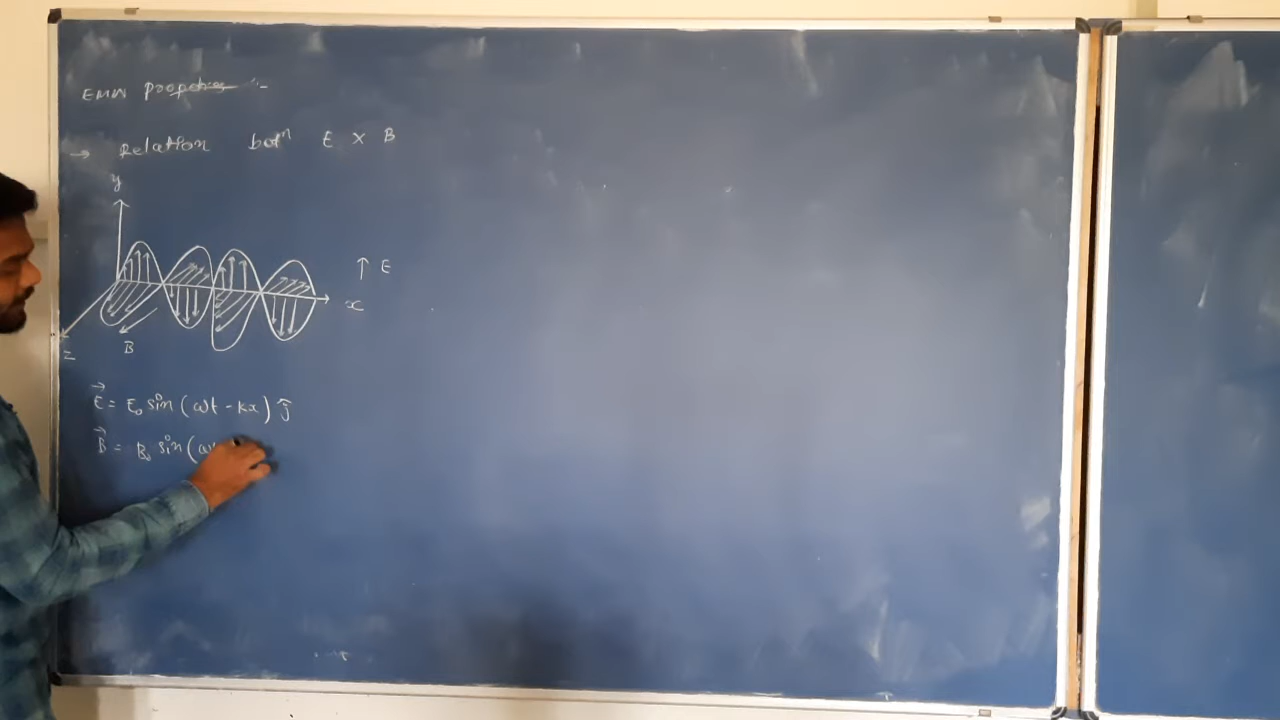 EMW properties :-
→ Relation betⁿ E & B
y
↑ E
x
B
z
E⃗ = E₀ sin (ωt - kx) ĵ
B⃗ = B₀ sin (ω